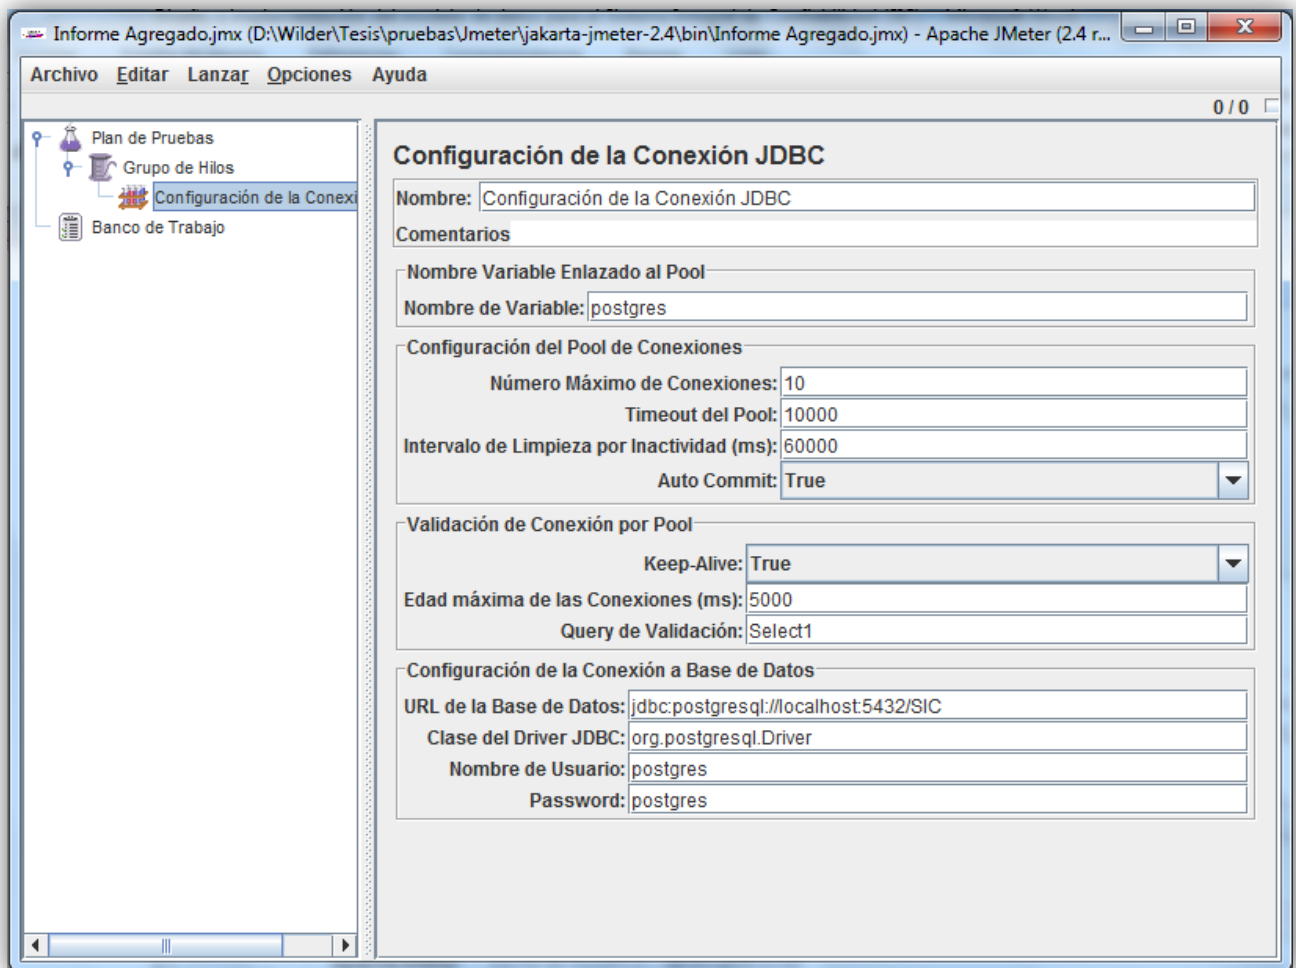 Informe Agregado.jmx (D:\Wilder\Tesis\pruebas\Jmeter\jakarta-jmeter-2.4\bin\Informe Agregado.jmx) - Apache JMeter (2.4 r...
Archivo Editar Lanzar Opciones Ayuda
0 / 0
Plan de Pruebas
Grupo de Hilos
Configuración de la Conexi
Banco de Trabajo
Configuración de la Conexión JDBC
Nombre: Configuración de la Conexión JDBC
Comentarios
Nombre Variable Enlazado al Pool
Nombre de Variable: postgres
Configuración del Pool de Conexiones
Número Máximo de Conexiones: 10
Timeout del Pool: 10000
Intervalo de Limpieza por Inactividad (ms): 60000
Auto Commit: True
Validación de Conexión por Pool
Keep-Alive: True
Edad máxima de las Conexiones (ms): 5000
Query de Validación: Select1
Configuración de la Conexión a Base de Datos
URL de la Base de Datos: jdbc:postgresql://localhost:5432/SIC
Clase del Driver JDBC: org.postgresql.Driver
Nombre de Usuario: postgres
Password: postgres